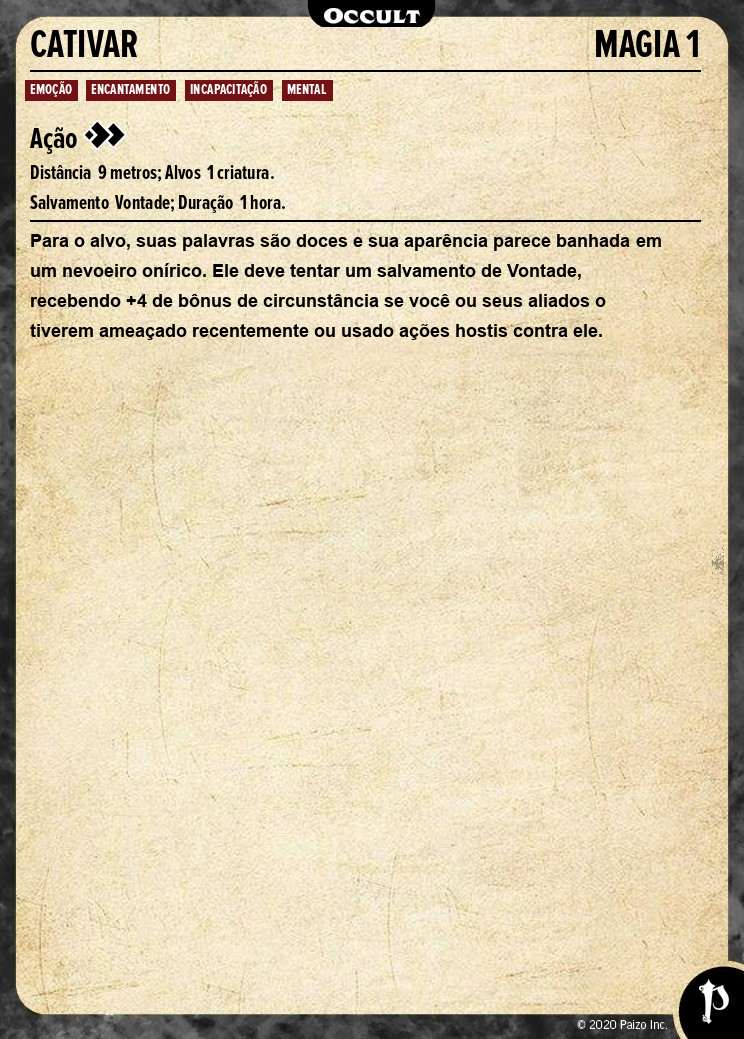 Occult
CATIVAR MAGIA 1
EMOÇÃO ENCANTAMENTO INCAPACITAÇÃO MENTAL
Ação
Distância 9 metros; Alvos 1 criatura.
Salvamento Vontade; Duração 1 hora.
Para o alvo, suas palavras são doces e sua aparência parece banhada em
um nevoeiro onírico. Ele deve tentar um salvamento de Vontade,
recebendo +4 de bônus de circunstância se você ou seus aliados o
tiverem ameaçado recentemente ou usado ações hostis contra ele.
© 2020 Paizo Inc.
P